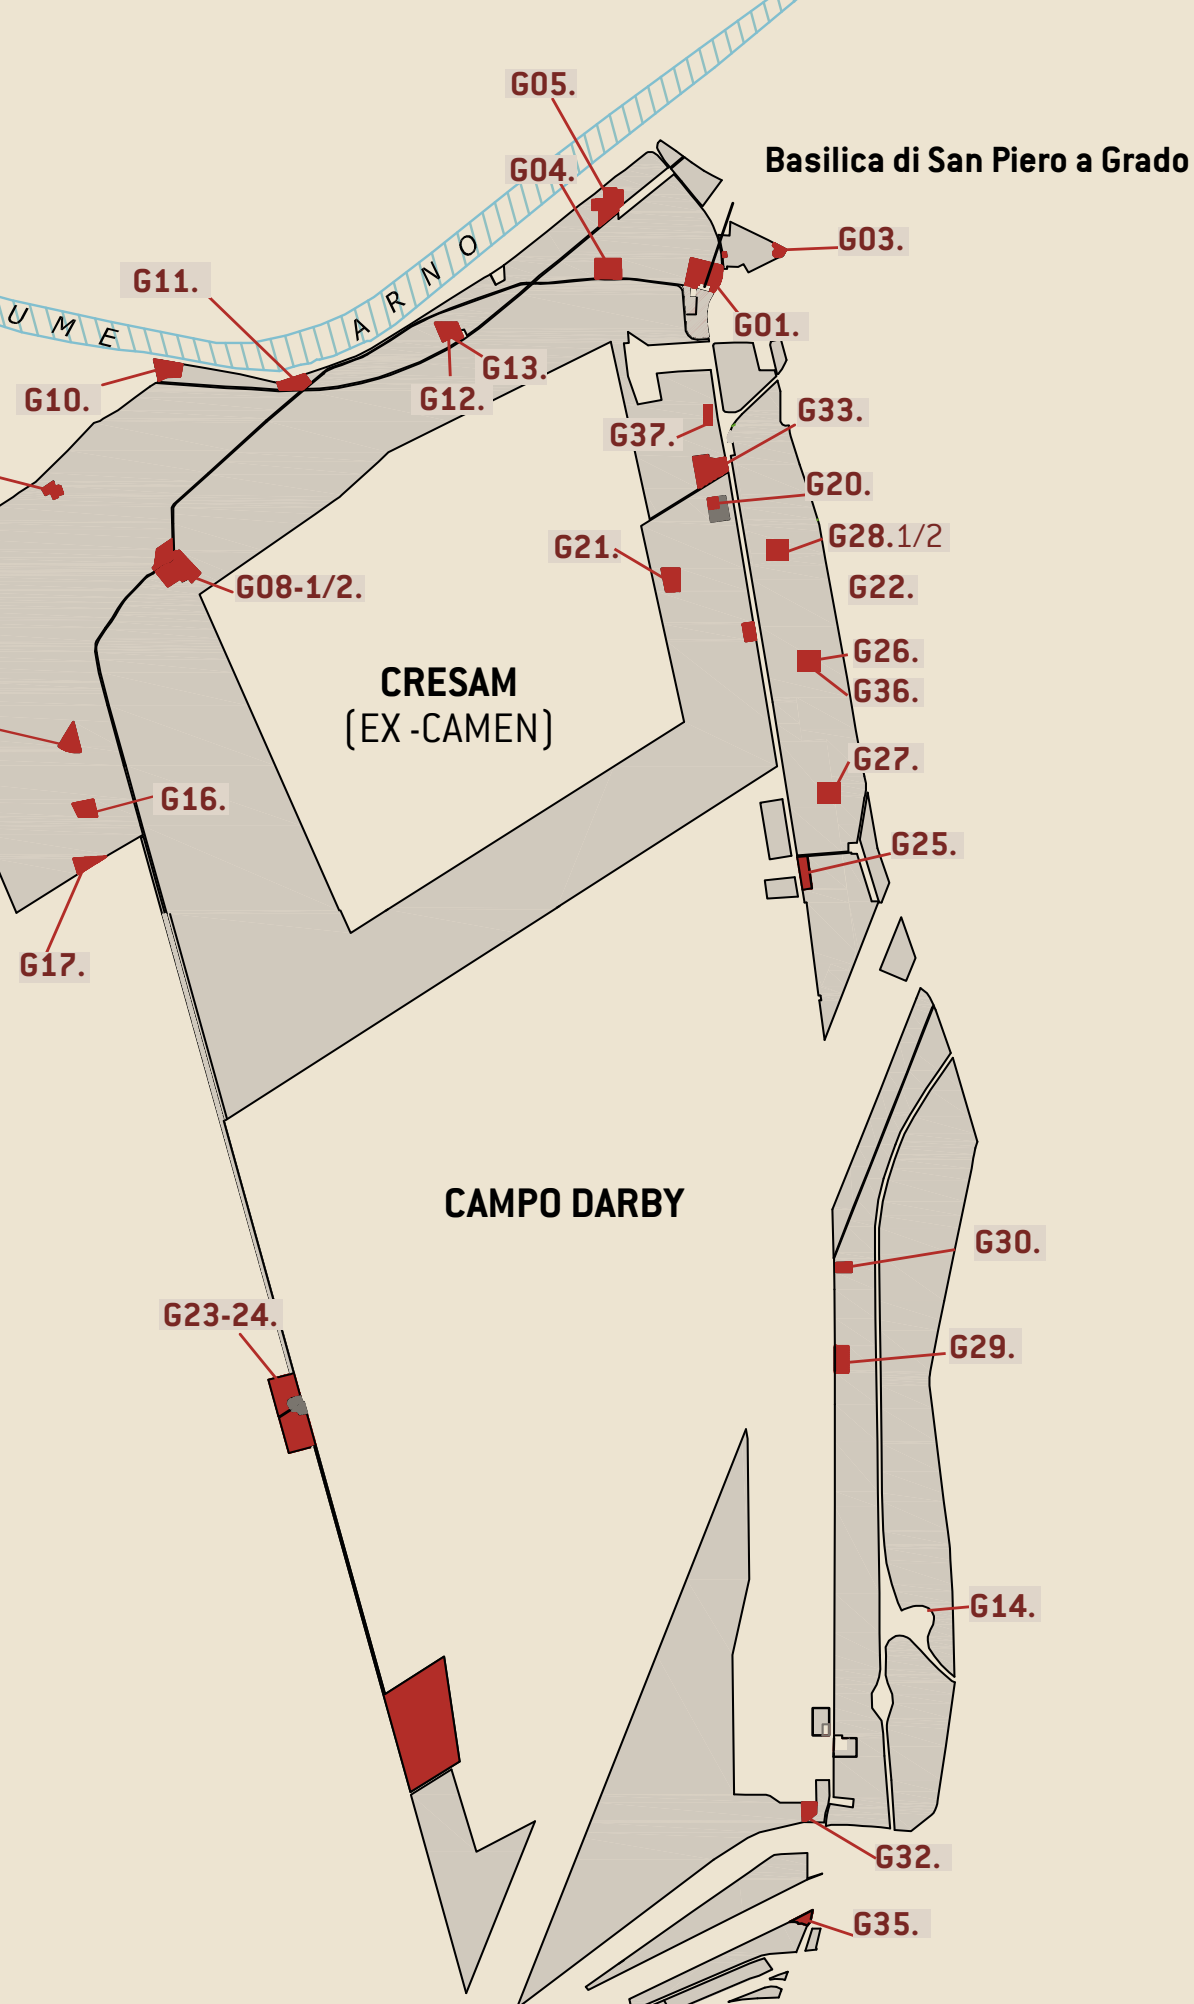 G05.
Basilica di San Piero a Grado
G04.
G03.
G11.
UME ARNO
G01.
G13.
G10.
G12.
G33.
G37.
G20.
G28.1/2
G21.
G08-1/2.
G22.
G26.
CRESAM
(EX -CAMEN)
G36.
G27.
G16.
G25.
G17.
CAMPO DARBY
G30.
G23-24.
G29.
G14.
G32.
G35.